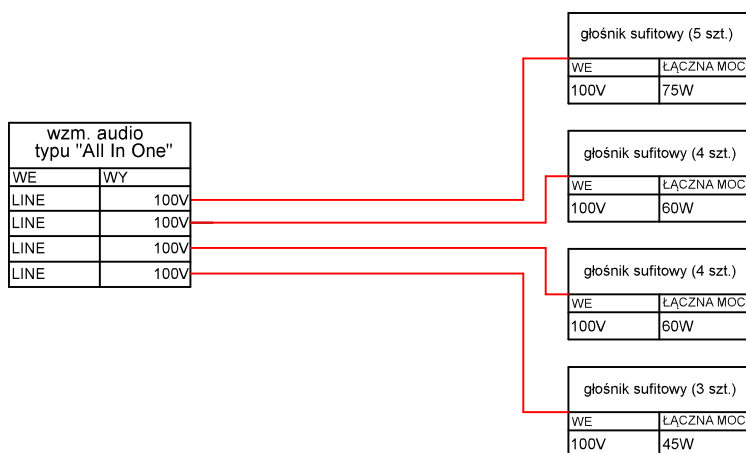 wzm. audio
typu "All In One"
WE WY
LINE 100V
LINE 100V
LINE 100V
LINE 100V
głośnik sufitowy (5 szt.)
WE ŁĄCZNA MOC
100V 75W
głośnik sufitowy (4 szt.)
WE ŁĄCZNA MOC
100V 60W
głośnik sufitowy (4 szt.)
WE ŁĄCZNA MOC
100V 60W
głośnik sufitowy (3 szt.)
WE ŁĄCZNA MOC
100V 45W